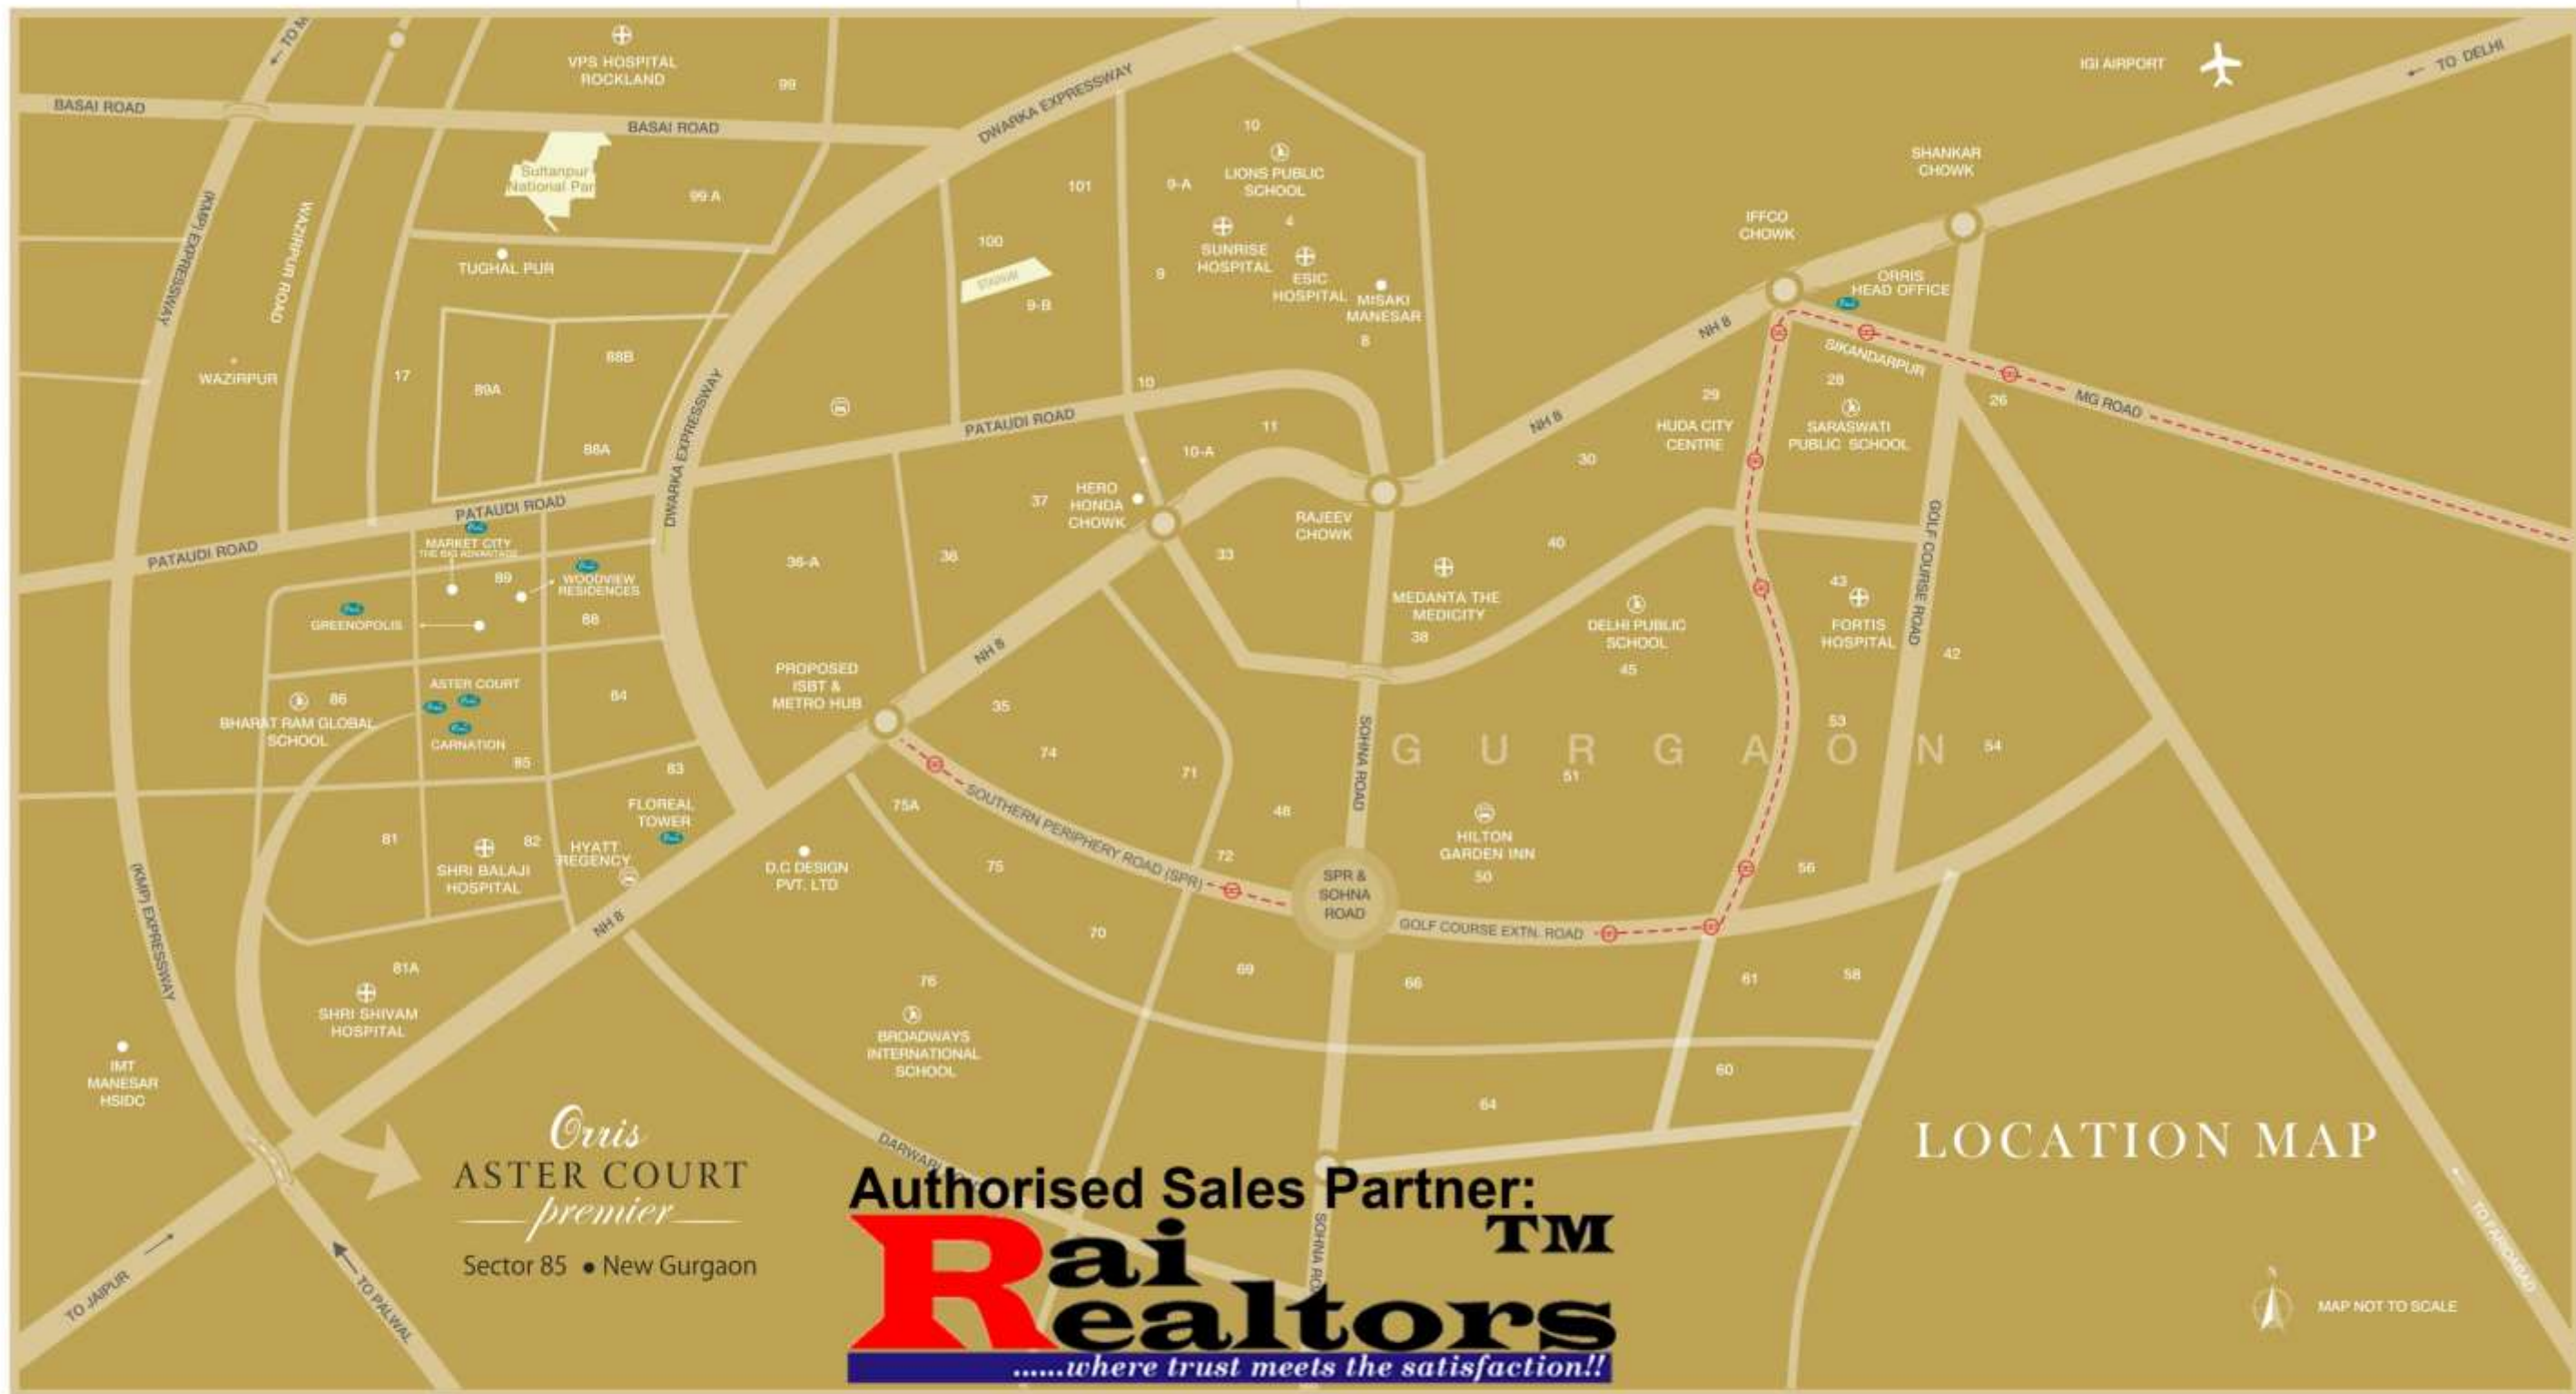 VPS HOSPITAL
ROCKLAND
99
IGI AIRPORT
← TO DELHI
← TO
BASAI ROAD
BASAI ROAD
DWARKA EXPRESSWAY
10
LIONS PUBLIC
SCHOOL
SHANKAR
CHOWK
Sultanpur
National Par
99-A
101
9-A
4
IFFCO
CHOWK
(KMP) EXPRESSWAY
WAZIRPUR ROAD
100
SUNRISE
HOSPITAL
ESIC
HOSPITAL
TUGHAL PUR
STADIUM
9
9-B
MISAKI
MANESAR
8
ORRIS
HEAD OFFICE
NH 8
SIKANDARPUR
WAZIRPUR
17
89A
88B
88A
10
28
29
26
MG ROAD
DWARKA EXPRESSWAY
PATAUDI ROAD
11
10-A
NH 8
30
HUDA CITY
CENTRE
SARASWATI
PUBLIC SCHOOL
PATAUDI ROAD
PATAUDI ROAD
37
HERO
HONDA
CHOWK
RAJEEV
CHOWK
GOLF COURSE ROAD
MARKET CITY
THE BIG ADVANTAGE
89
WOODVIEW
RESIDENCES
36-A
36
33
40
43
MEDANTA THE
MEDICITY
38
DELHI PUBLIC
SCHOOL
45
FORTIS
HOSPITAL
42
GREENOPOLIS
88
NH 8
PROPOSED
ISBT &
METRO HUB
ASTER COURT
84
86
BHARAT RAM GLOBAL
SCHOOL
CARNATION
85
83
35
74
71
SOHNA ROAD
GURGAON
53
54
51
FLOREAL
TOWER
75A
SOUTHERN PERIPHERY ROAD (SPR)
48
HILTON
GARDEN INN
50
81
82
SHRI BALAJI
HOSPITAL
HYATT
REGENCY
D.C DESIGN
PVT. LTD
75
72
56
SPR &
SOHNA
ROAD
GOLF COURSE EXTN. ROAD
NH 8
(KMP) EXPRESSWAY
70
69
66
61
58
81A
SHRI SHIVAM
HOSPITAL
76
BROADWAYS
INTERNATIONAL
SCHOOL
IMT
MANESAR
HSIDC
60
64
Orris
ASTER COURT
premier
Sector 85 • New Gurgaon
LOCATION MAP
Authorised Sales Partner:
Rai
Realtors TM
......where trust meets the satisfaction!!
SOHNA
TO JAIPUR
TO PALWAL
← TO FARIDABAD
N
MAP NOT TO SCALE